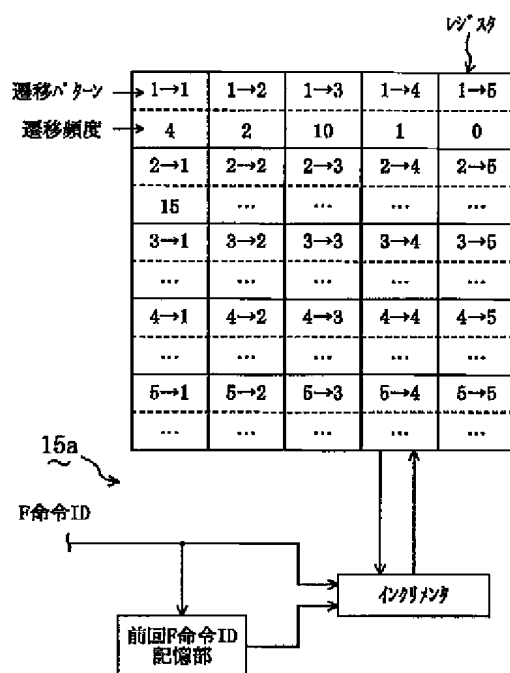 レジスタ
遷移パターン 1→1 1→2 1→3 1→4 1→5
遷移頻度 4 2 10 1 0
2→1 2→2 2→3 2→4 2→5
15 ... ... ... ...
3→1 3→2 3→3 3→4 3→5
... ... ... ... ...
4→1 4→2 4→3 4→4 4→5
... ... ... ... ...
5→1 5→2 5→3 5→4 5→5
... ... ... ... ...
15a
F命令ID
インクリメンタ
前回F命令ID
記憶部